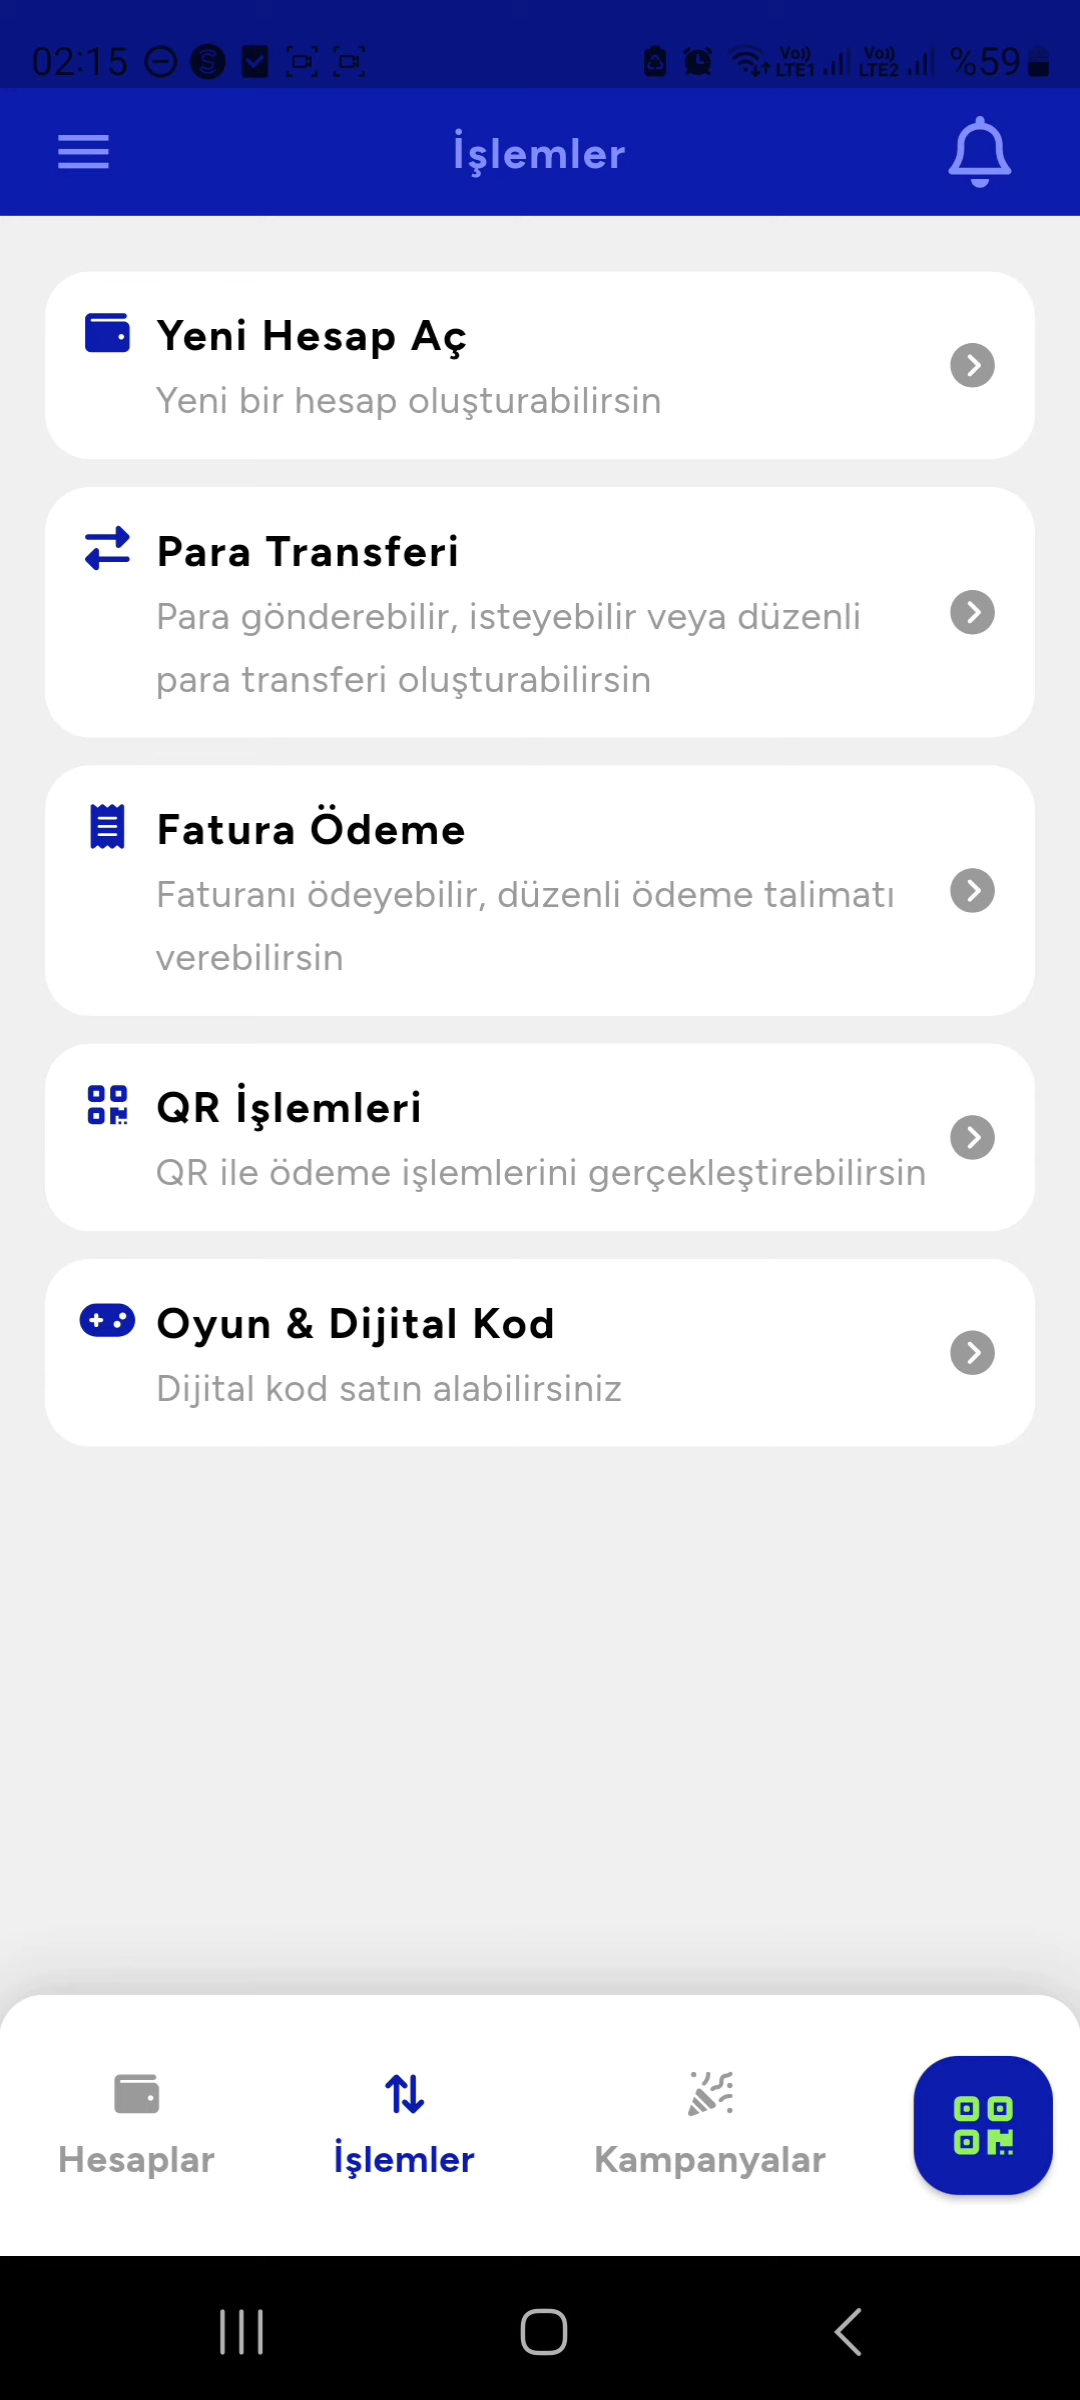 02:15
Vo)) LTE1 Vo)) LTE2 %59
İşlemler
Yeni Hesap Aç
Yeni bir hesap oluşturabilirsin
Para Transferi
Para gönderebilir, isteyebilir veya düzenli
para transferi oluşturabilirsin
Fatura Ödeme
Faturanı ödeyebilir, düzenli ödeme talimatı
verebilirsin
QR İşlemleri
QR ile ödeme işlemlerini gerçekleştirebilirsin
Oyun & Dijital Kod
Dijital kod satın alabilirsiniz
Hesaplar
İşlemler
Kampanyalar